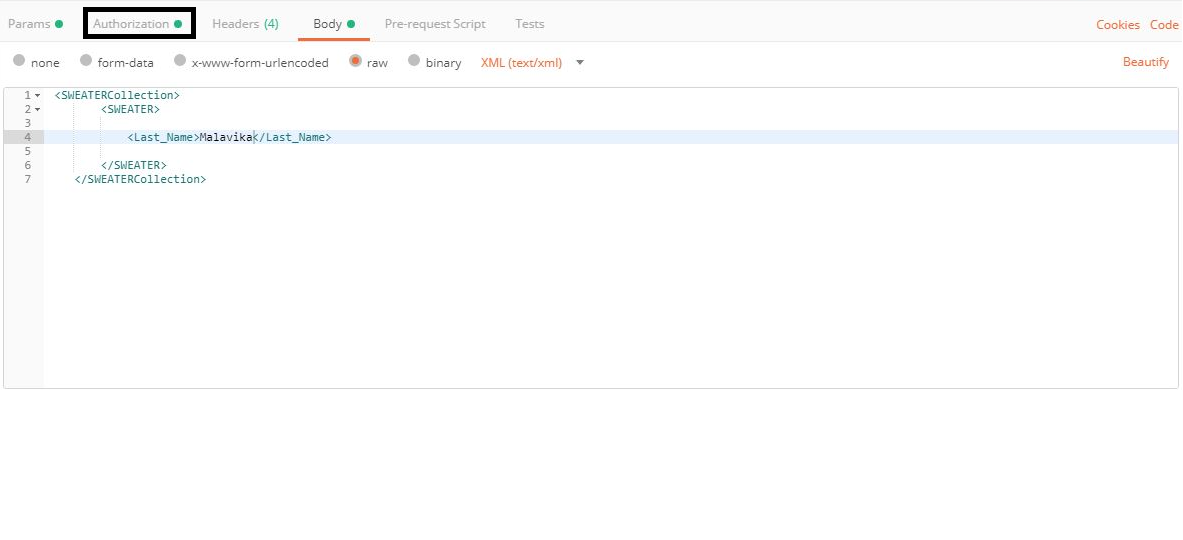 Params Authorization Headers (4) Body Pre-request Script Tests Cookies Code
none form-data x-www-form-urlencoded raw binary XML (text/xml) Beautify
1 <SWEATERCollection>
2 <SWEATER>
3
4 <Last_Name>Malavika</Last_Name>
5
6 </SWEATER>
7 </SWEATERCollection>